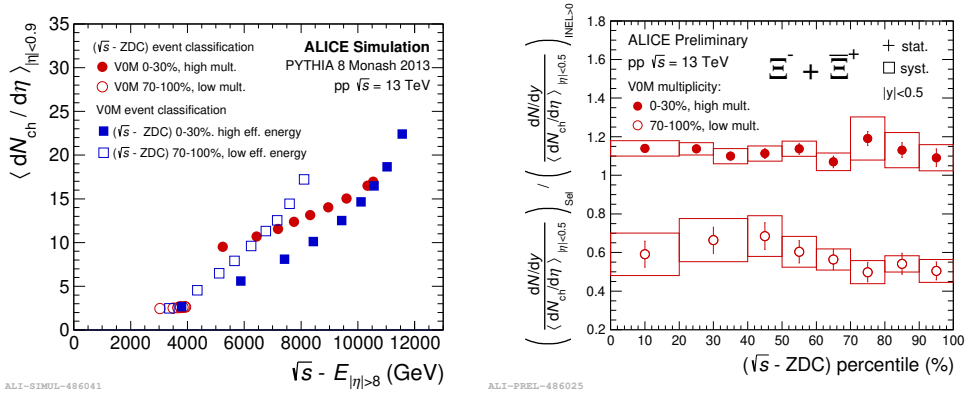 ⟨ dN_ch / dη ⟩_|η|<0.9
35
30
25
20
15
10
5
0
(√s - ZDC) event classification
V0M 0-30%, high mult.
V0M 70-100%, low mult.
V0M event classification
(√s - ZDC) 0-30%, high eff. energy
(√s - ZDC) 70-100%, low eff. energy
ALICE Simulation
PYTHIA 8 Monash 2013
pp √s = 13 TeV
0 2000 4000 6000 8000 10000 12000
√s - E_|η|>8 (GeV)
ALI-SIMUL-486041
( dN/dy / ⟨ dN_ch/dη ⟩_|η|<0.5 )_Sel / ( dN/dy / ⟨ dN_ch/dη ⟩_|η|<0.5 )_INEL>0
1.8
1.6
1.4
1.2
1
0.8
0.6
0.4
0.2
ALICE Preliminary
pp √s = 13 TeV
V0M multiplicity:
0-30%, high mult.
70-100%, low mult.
Ξ⁻ + Ξ̅⁺
stat.
syst.
|y|<0.5
0 10 20 30 40 50 60 70 80 90 100
(√s - ZDC) percentile (%)
ALI-PREL-486025